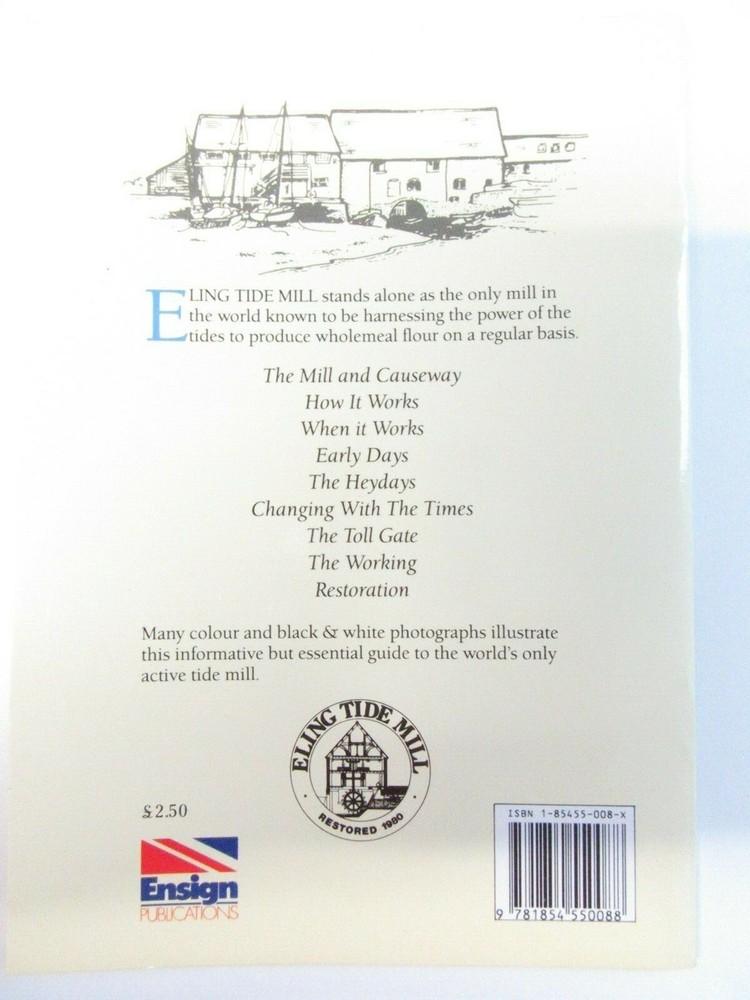 ELING TIDE MILL stands alone as the only mill in
the world known to be harnessing the power of the
tides to produce wholemeal flour on a regular basis.
The Mill and Causeway
How It Works
When it Works
Early Days
The Heydays
Changing With The Times
The Toll Gate
The Working
Restoration
Many colour and black & white photographs illustrate
this informative but essential guide to the world's only
active tide mill.
ELING TIDE MILL
RESTORED 1980
£2.50
Ensign
PUBLICATIONS
ISBN 1-85455-008-X
9 781854 550088